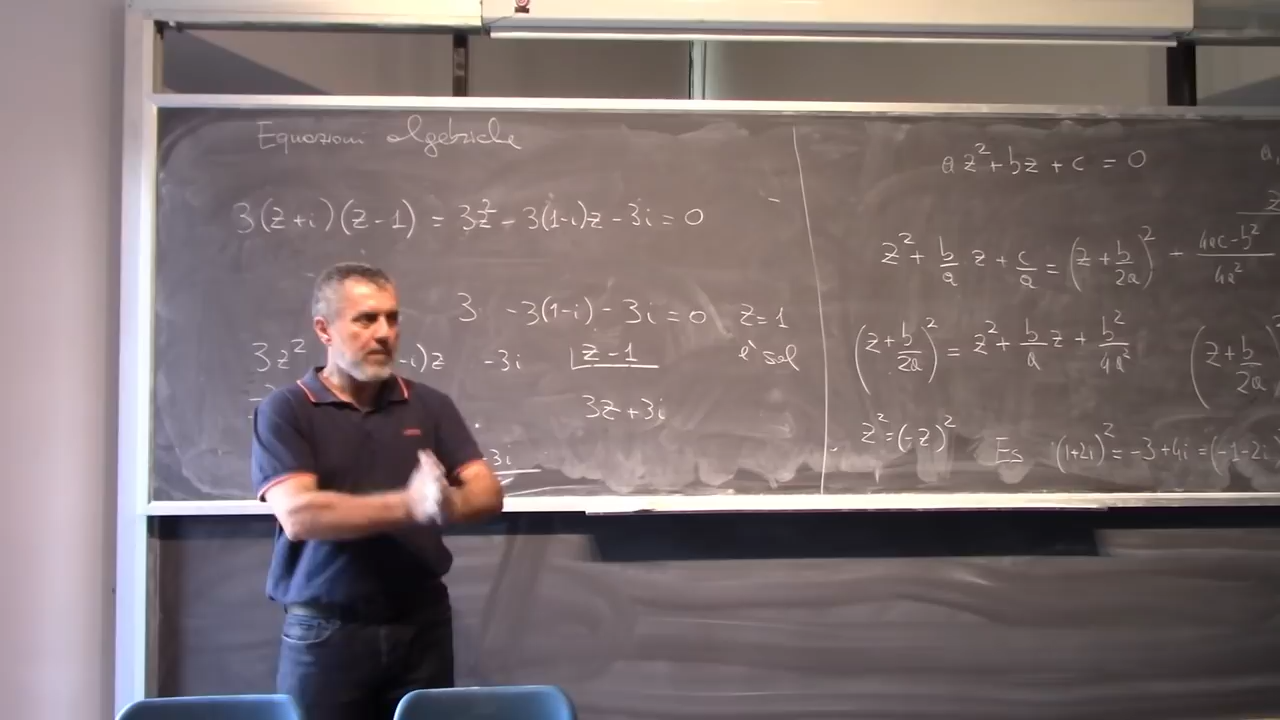 Equazioni algebriche
3(z+i)(z-1) = 3z² - 3(1-i)z - 3i = 0
3 -3(1-i) - 3i = 0 z=1
è sol
3z² -i)z -3i z-1
3z+3i
-3i
az²+bz+c = 0
z² + b/a z + c/a = (z + b/2a)² + 4ac-b²/4a²
(z + b/2a)² = z² + b/a z + b²/4a² (z + b/2a)
z² = (-z)² Es (1+2i)² = -3+4i = (-1-2i